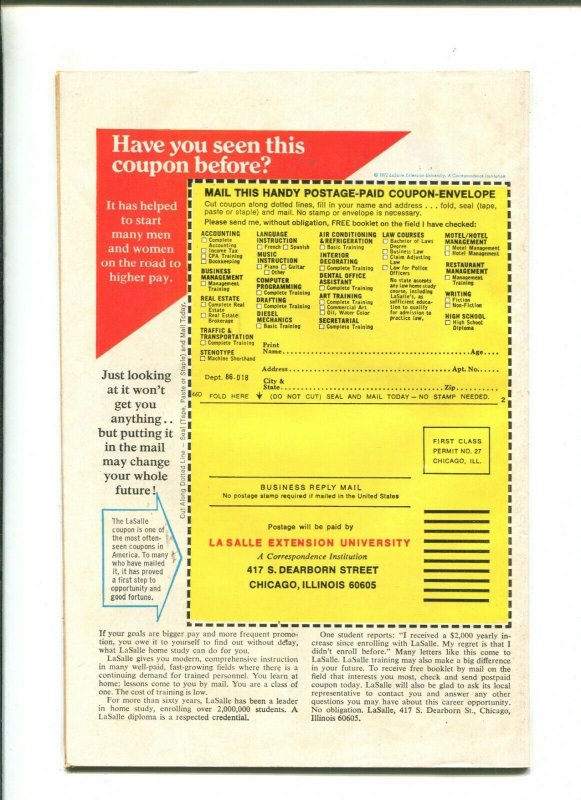 Have you seen this
coupon before?
It has helped
to start
many men
and women
on the road to
higher pay.
Just looking
at it won't
get you
anything . .
but putting it
in the mail
may change
your whole
future!
The LaSalle
coupon is one of
the most often-
seen coupons in
America. To many
who have mailed
it, it has proved
a first step to
opportunity and
good fortune.
Cut Along Dotted Line — Seal (Tape, Paste or Staple) and Mail Today.
© 1972 LaSalle Extension University, A Correspondence Institution
MAIL THIS HANDY POSTAGE-PAID COUPON-ENVELOPE
Cut coupon along dotted lines, fill in your name and address . . . fold, seal (tape,
paste or staple) and mail. No stamp or envelope is necessary.
Please send me, without obligation, FREE booklet on the field I have checked:
ACCOUNTING
☐ Complete
Accounting
☐ Income Tax
☐ CPA Training
☐ Bookkeeping
BUSINESS
MANAGEMENT
☐ Management
Training
REAL ESTATE
☐ Complete Real
Estate
☐ Real Estate
Brokerage
TRAFFIC &
TRANSPORTATION
☐ Complete Training
STENOTYPE
☐ Machine Shorthand
LANGUAGE
INSTRUCTION
☐ French ☐ Spanish
MUSIC
INSTRUCTION
☐ Piano ☐ Guitar
☐ Other
COMPUTER
PROGRAMMING
☐ Complete Training
DRAFTING
☐ Complete Training
DIESEL
MECHANICS
☐ Basic Training
AIR CONDITIONING
& REFRIGERATION
☐ Basic Training
INTERIOR
DECORATING
☐ Complete Training
DENTAL OFFICE
ASSISTANT
☐ Complete Training
ART TRAINING
☐ Complete Training
☐ Commercial Art
☐ Oil, Water Color
SECRETARIAL
☐ Complete Training
LAW COURSES
☐ Bachelor of Laws
Degree
☐ Business Law
☐ Claim Adjusting
Law
☐ Law for Police
Officers
No state accepts
any law home study
course, including
LaSalle's, as
sufficient educa-
tion to qualify
for admission to
practice law.
MOTEL/HOTEL
MANAGEMENT
☐ Motel Management
☐ Hotel Management
RESTAURANT
MANAGEMENT
☐ Management
Training
WRITING
☐ Fiction
☐ Non-Fiction
HIGH SCHOOL
☐ High School
Diploma
Print
Name Age
Address Apt. No.
Dept. 86-018
City &
State Zip
FOLD HERE (DO NOT CUT) SEAL AND MAIL TODAY — NO STAMP NEEDED. 2
FIRST CLASS
PERMIT NO. 27
CHICAGO, ILL.
BUSINESS REPLY MAIL
No postage stamp required if mailed in the United States
Postage will be paid by
LA SALLE EXTENSION UNIVERSITY
A Correspondence Institution
417 S. DEARBORN STREET
CHICAGO, ILLINOIS 60605
If your goals are bigger pay and more frequent promo-
tion, you owe it to yourself to find out without delay,
what LaSalle home study can do for you.
LaSalle gives you modern, comprehensive instruction
in many well-paid, fast-growing fields where there is a
continuing demand for trained personnel. You learn at
home; lessons come to you by mail. You are a class of
one. The cost of training is low.
For more than sixty years, LaSalle has been a leader
in home study, enrolling over 2,000,000 students. A
LaSalle diploma is a respected credential.
One student reports: "I received a $2,000 yearly in-
crease since enrolling with LaSalle. My regret is that I
didn't enroll before." Many letters like this come to
LaSalle. LaSalle training may also make a big difference
in your future. To receive free booklet by mail on the
field that interests you most, check and send postpaid
coupon today. LaSalle will also be glad to ask its local
representative to contact you and answer any other
questions you may have about this career opportunity.
No obligation. LaSalle, 417 S. Dearborn St., Chicago,
Illinois 60605.